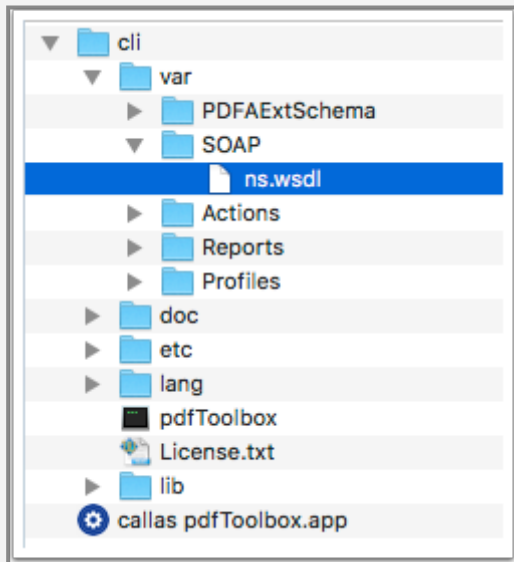 cli
var
PDFAExtSchema
SOAP
ns.wsdl
Actions
Reports
Profiles
doc
etc
lang
pdfToolbox
License.txt
lib
callas pdfToolbox.app